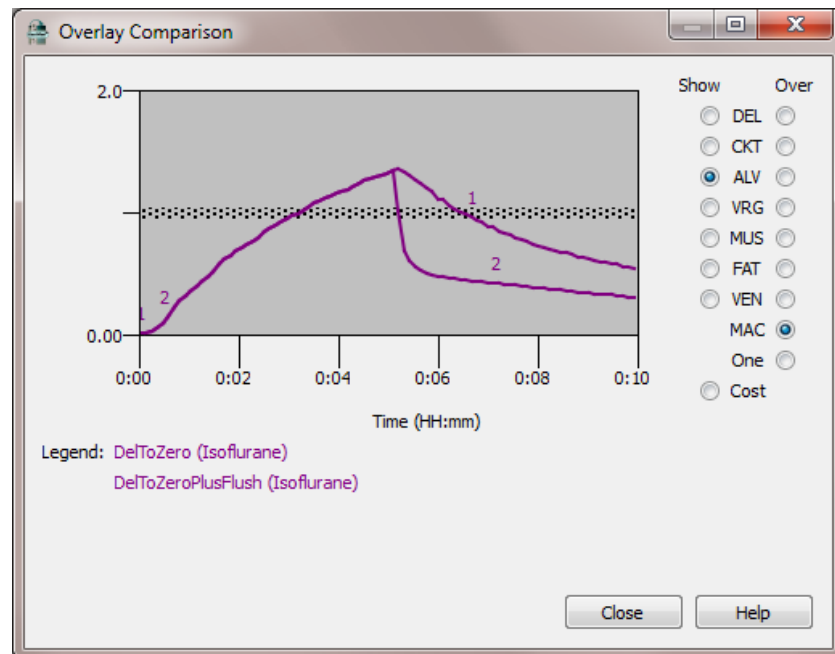 Overlay Comparison
Show Over
2.0
0.00
1
2
1
2
0:00 0:02 0:04 0:06 0:08 0:10
Time (HH:mm)
DEL
CKT
ALV
VRG
MUS
FAT
VEN
MAC
One
Cost
Legend: DelToZero (Isoflurane)
DelToZeroPlusFlush (Isoflurane)
Close Help